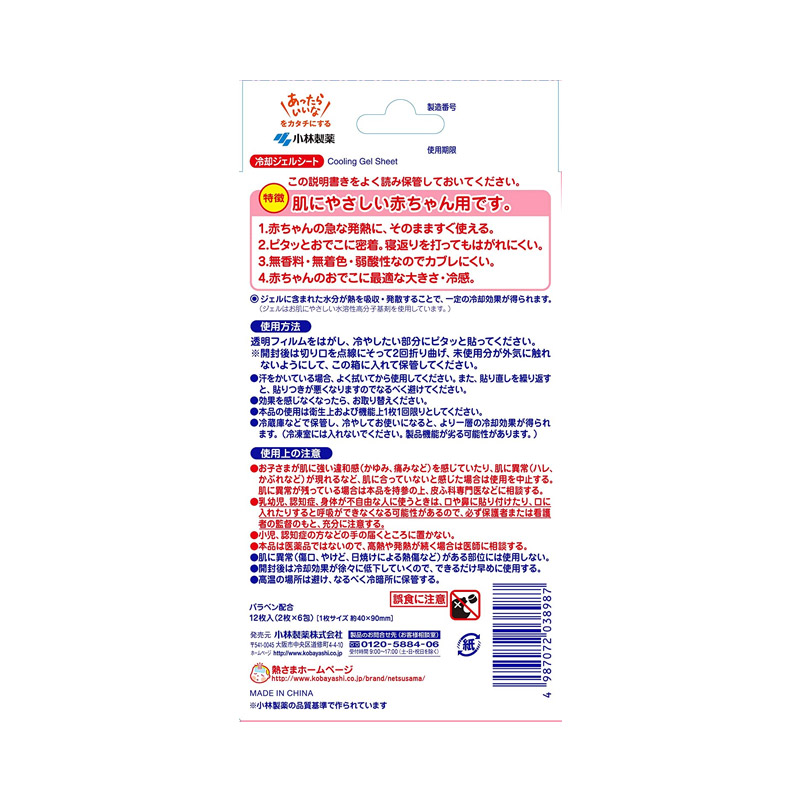 あったら
いいな
をカタチにする
小林製薬
製造番号
使用期限
冷却ジェルシート Cooling Gel Sheet
この説明書きをよく読み保管しておいてください。
特徴 肌にやさしい赤ちゃん用です。
1.赤ちゃんの急な発熱に、そのまますぐ使える。
2.ピタッとおでこに密着。寝返りを打ってもはがれにくい。
3.無香料・無着色・弱酸性なのでカブレにくい。
4.赤ちゃんのおでこに最適な大きさ・冷感。
◉ジェルに含まれた水分が熱を吸収・発散することで、一定の冷却効果が得られます。
(ジェルはお肌にやさしい水溶性高分子基剤を使用しています。)
使用方法
透明フィルムをはがし、冷やしたい部分にピタッと貼ってください。
※開封後は切り口を点線にそって2回折り曲げ、未使用分が外気に触れ
ないようにして、この箱に入れて保管してください。
●汗をかいている場合、よく拭いてから使用してください。また、貼り直しを繰り返す
と、貼りつきが悪くなりますのでなるべく避けてください。
●効果を感じなくなったら、お取り替えください。
●本品の使用は衛生上および機能上1枚1回限りとしてください。
●冷蔵庫などで保管し、冷やしてお使いになると、より一層の冷却効果が得られ
ます。(冷凍室には入れないでください。製品機能が劣る可能性があります。)
使用上の注意
●お子さまが肌に強い違和感(かゆみ、痛みなど)を感じていたり、肌に異常(ハレ、
かぶれなど)が現れるなど、肌に合っていないと感じた場合は使用を中止する。
肌に異常が残っている場合は本品を持参の上、皮ふ科専門医などに相談する。
●乳幼児、認知症、身体が不自由な人に使うときは、口や鼻に貼り付けたり、口に
入れたりすると呼吸ができなくなる可能性があるので、必ず保護者または看護
者の監督のもと、充分に注意する。
●小児、認知症の方などの手の届くところに置かない。
●本品は医薬品ではないので、高熱や発熱が続く場合は医師に相談する。
●肌に異常(傷口、やけど、日焼けによる熱傷など)がある部位には使用しない。
●開封後は冷却効果が徐々に低下していくので、できるだけ早めに使用する。
●高温の場所は避け、なるべく冷暗所に保管する。
誤食に注意
パラベン配合
12枚入(2枚×6包) [1枚サイズ 約40×90mm]
発売元 小林製薬株式会社
〒541-0045 大阪市中央区道修町4-4-10
ホームページ http://www.kobayashi.co.jp
製品のお問合せ先(お客様相談室)
0120-5884-06
受付時間 9:00~17:00(土・日・祝日を除く)
紙
熱さまホームページ
http://www.kobayashi.co.jp/brand/netsusama/
MADE IN CHINA
※小林製薬の品質基準で作られています
4 987072 038987